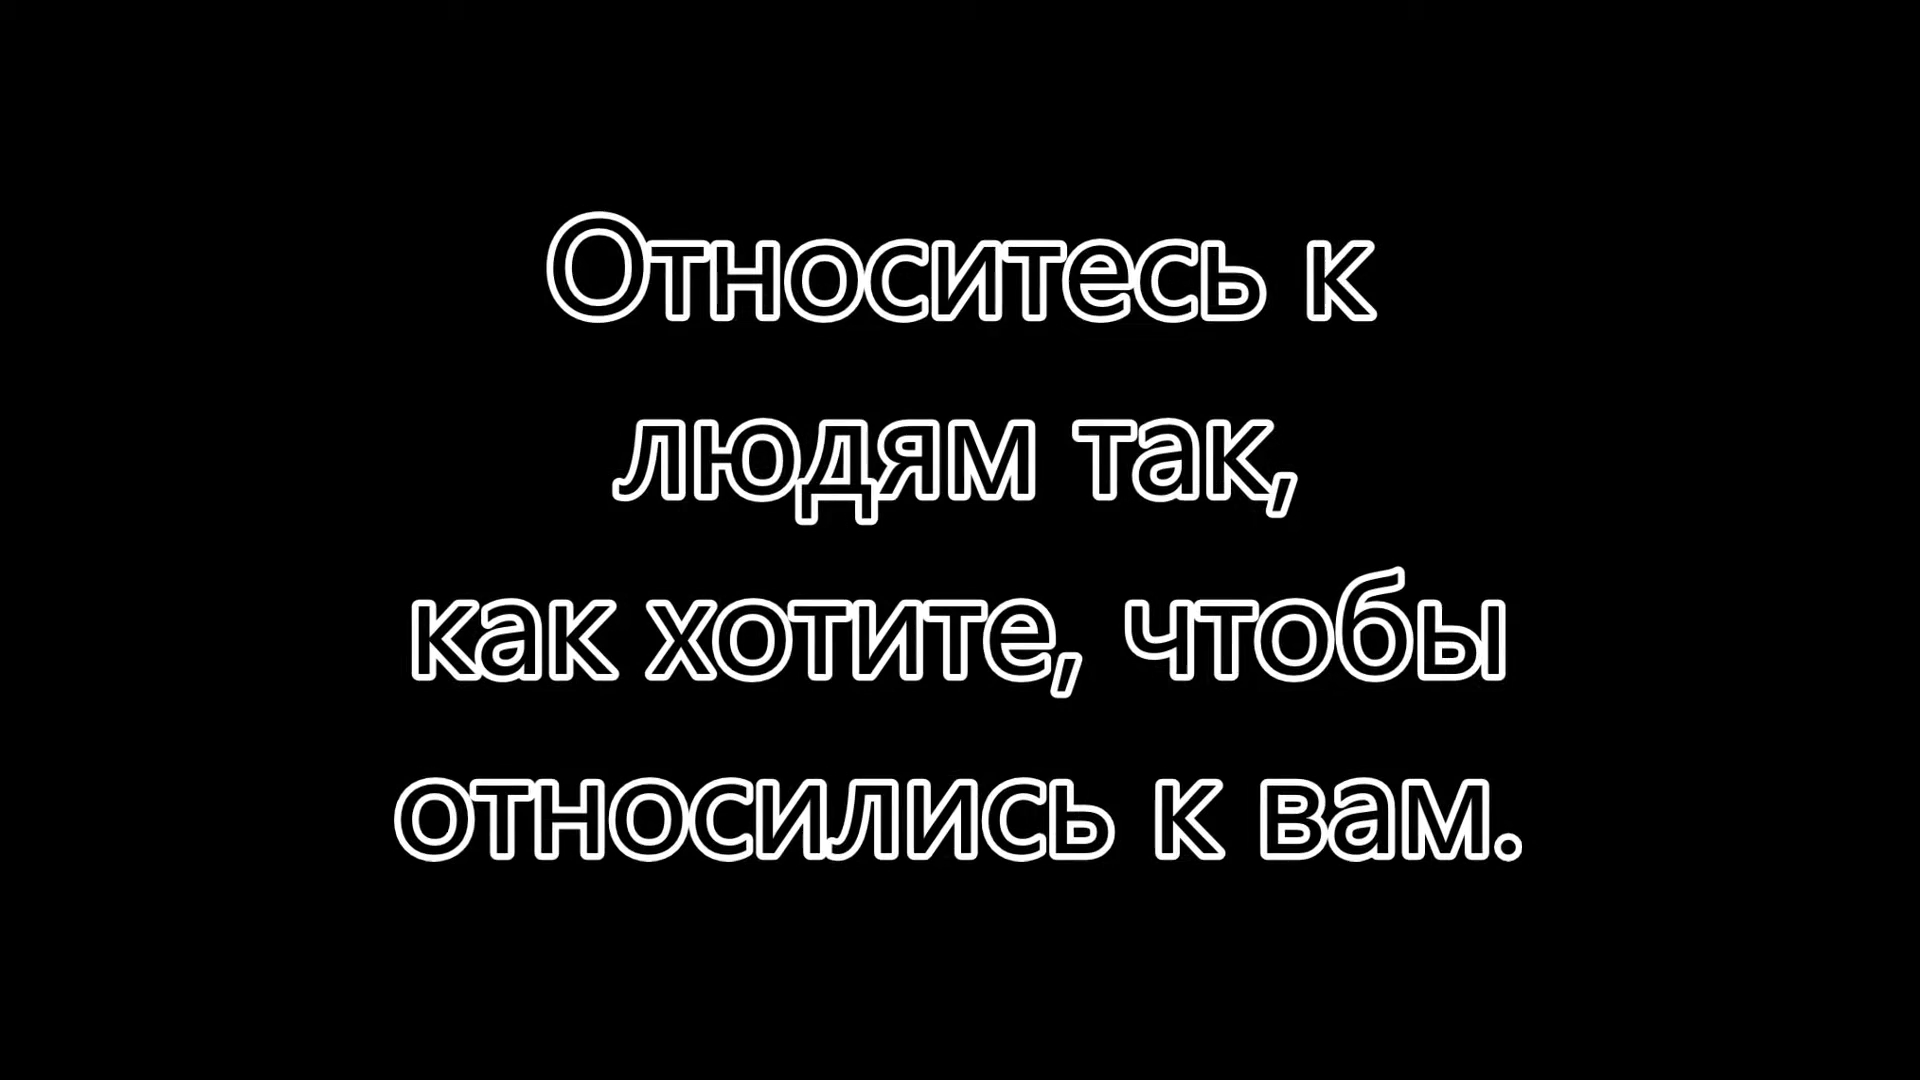 Относитесь к
людям так,
как хотите, чтобы
относились к вам.